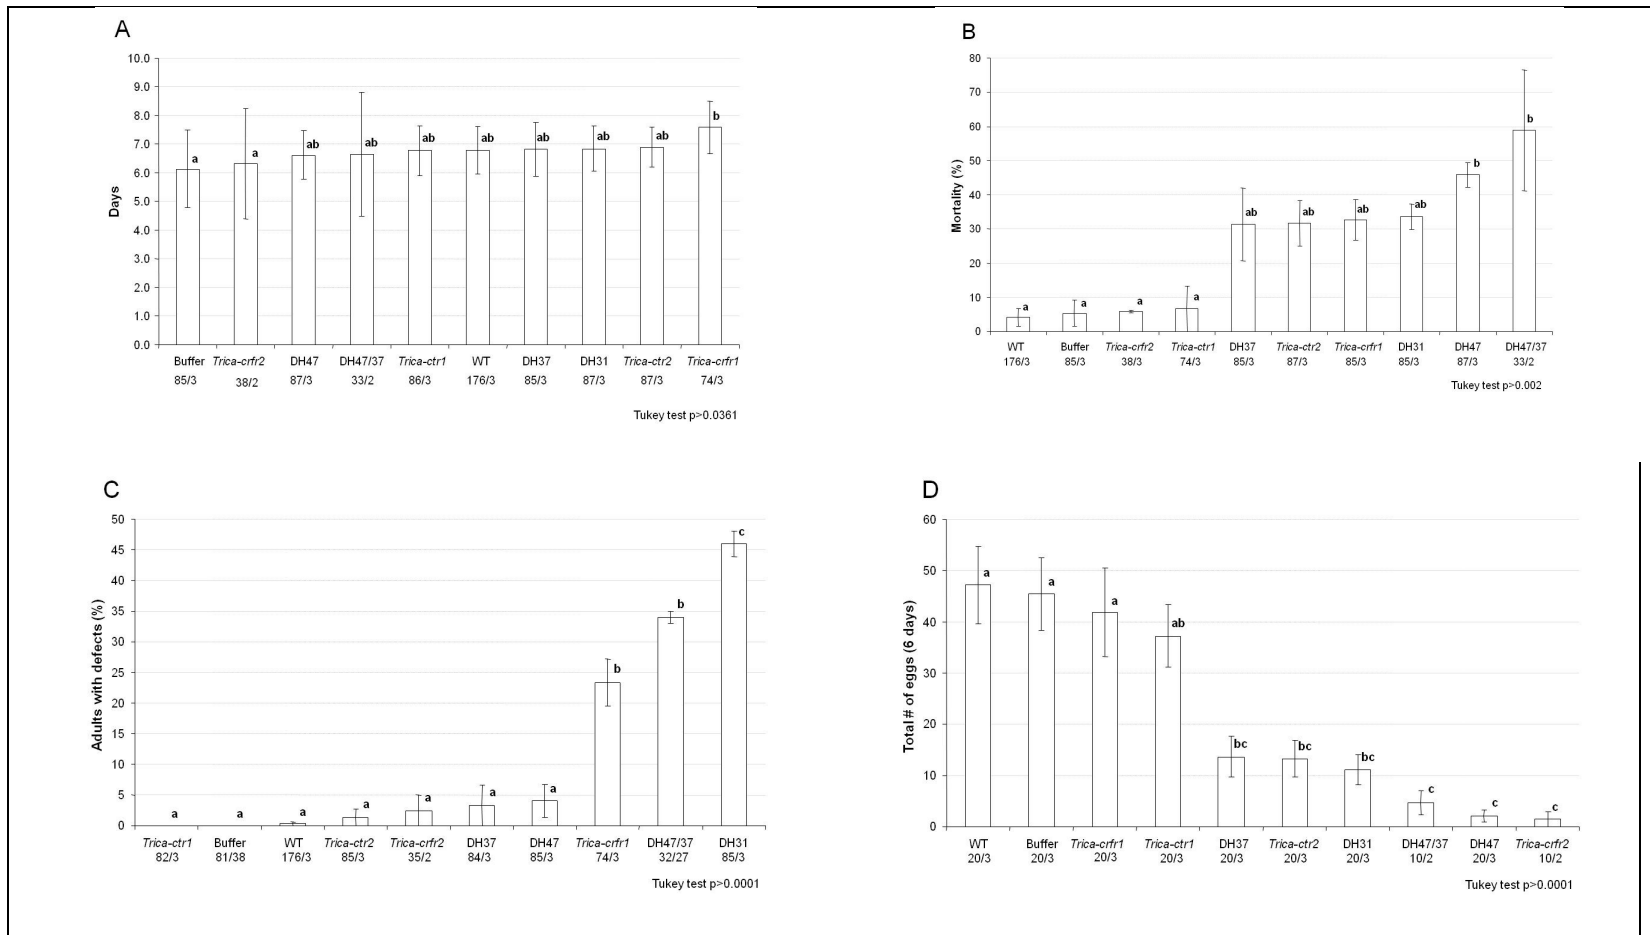 A
Days
10.0
9.0
8.0
7.0
6.0
5.0
4.0
3.0
2.0
1.0
0.0
a a ab ab ab ab ab ab ab b
Buffer Trica-crfr2 DH47 DH47/37 Trica-ctr1 WT DH37 DH31 Trica-ctr2 Trica-crfr1
85/3 38/2 87/3 33/2 86/3 176/3 85/3 87/3 87/3 74/3
Tukey test p>0.0361
B
Mortality (%)
80
70
60
50
40
30
20
10
0
a a a a ab ab ab ab b b
WT Buffer Trica-crfr2 Trica-ctr1 DH37 Trica-ctr2 Trica-crfr1 DH31 DH47 DH47/37
176/3 85/3 38/3 74/3 85/3 87/3 85/3 85/3 87/3 33/2
Tukey test p>0.002
C
Adults with defects (%)
50
45
40
35
30
25
20
15
10
5
0
a a a a a a a b b c
Trica-ctr1 Buffer WT Trica-ctr2 Trica-crfr2 DH37 DH47 Trica-crfr1 DH47/37 DH31
82/3 81/38 176/3 85/3 35/2 84/3 85/3 74/3 32/27 85/3
Tukey test p>0.0001
D
Total # of eggs (6 days)
60
50
40
30
20
10
0
a a a ab bc bc bc c c c
WT Buffer Trica-crfr1 Trica-ctr1 DH37 Trica-ctr2 DH31 DH47/37 DH47 Trica-crfr2
20/3 20/3 20/3 20/3 20/3 20/3 20/3 10/2 20/3 10/2
Tukey test p>0.0001